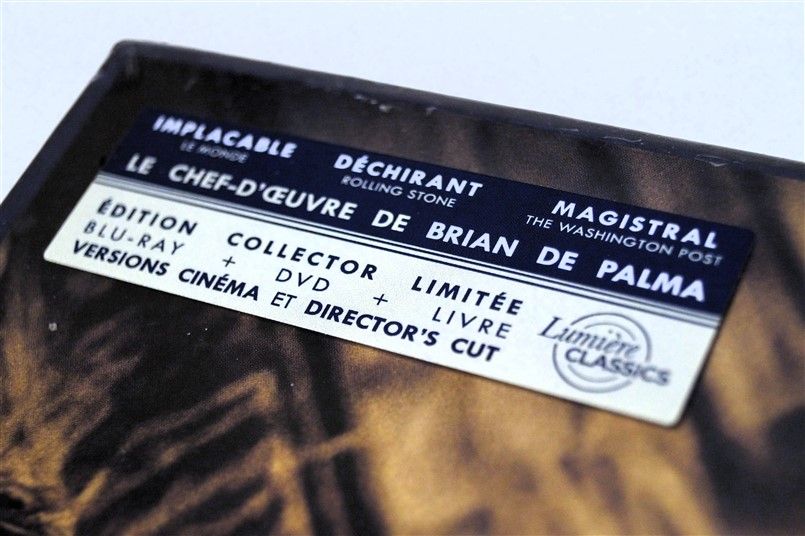 IMPLACABLE DÉCHIRANT MAGISTRAL
LE MONDE ROLLING STONE THE WASHINGTON POST
LE CHEF-D'ŒUVRE DE BRIAN DE PALMA
ÉDITION COLLECTOR LIMITÉE
BLU-RAY + DVD + LIVRE
VERSIONS CINÉMA ET DIRECTOR'S CUT
Lumière
CLASSICS